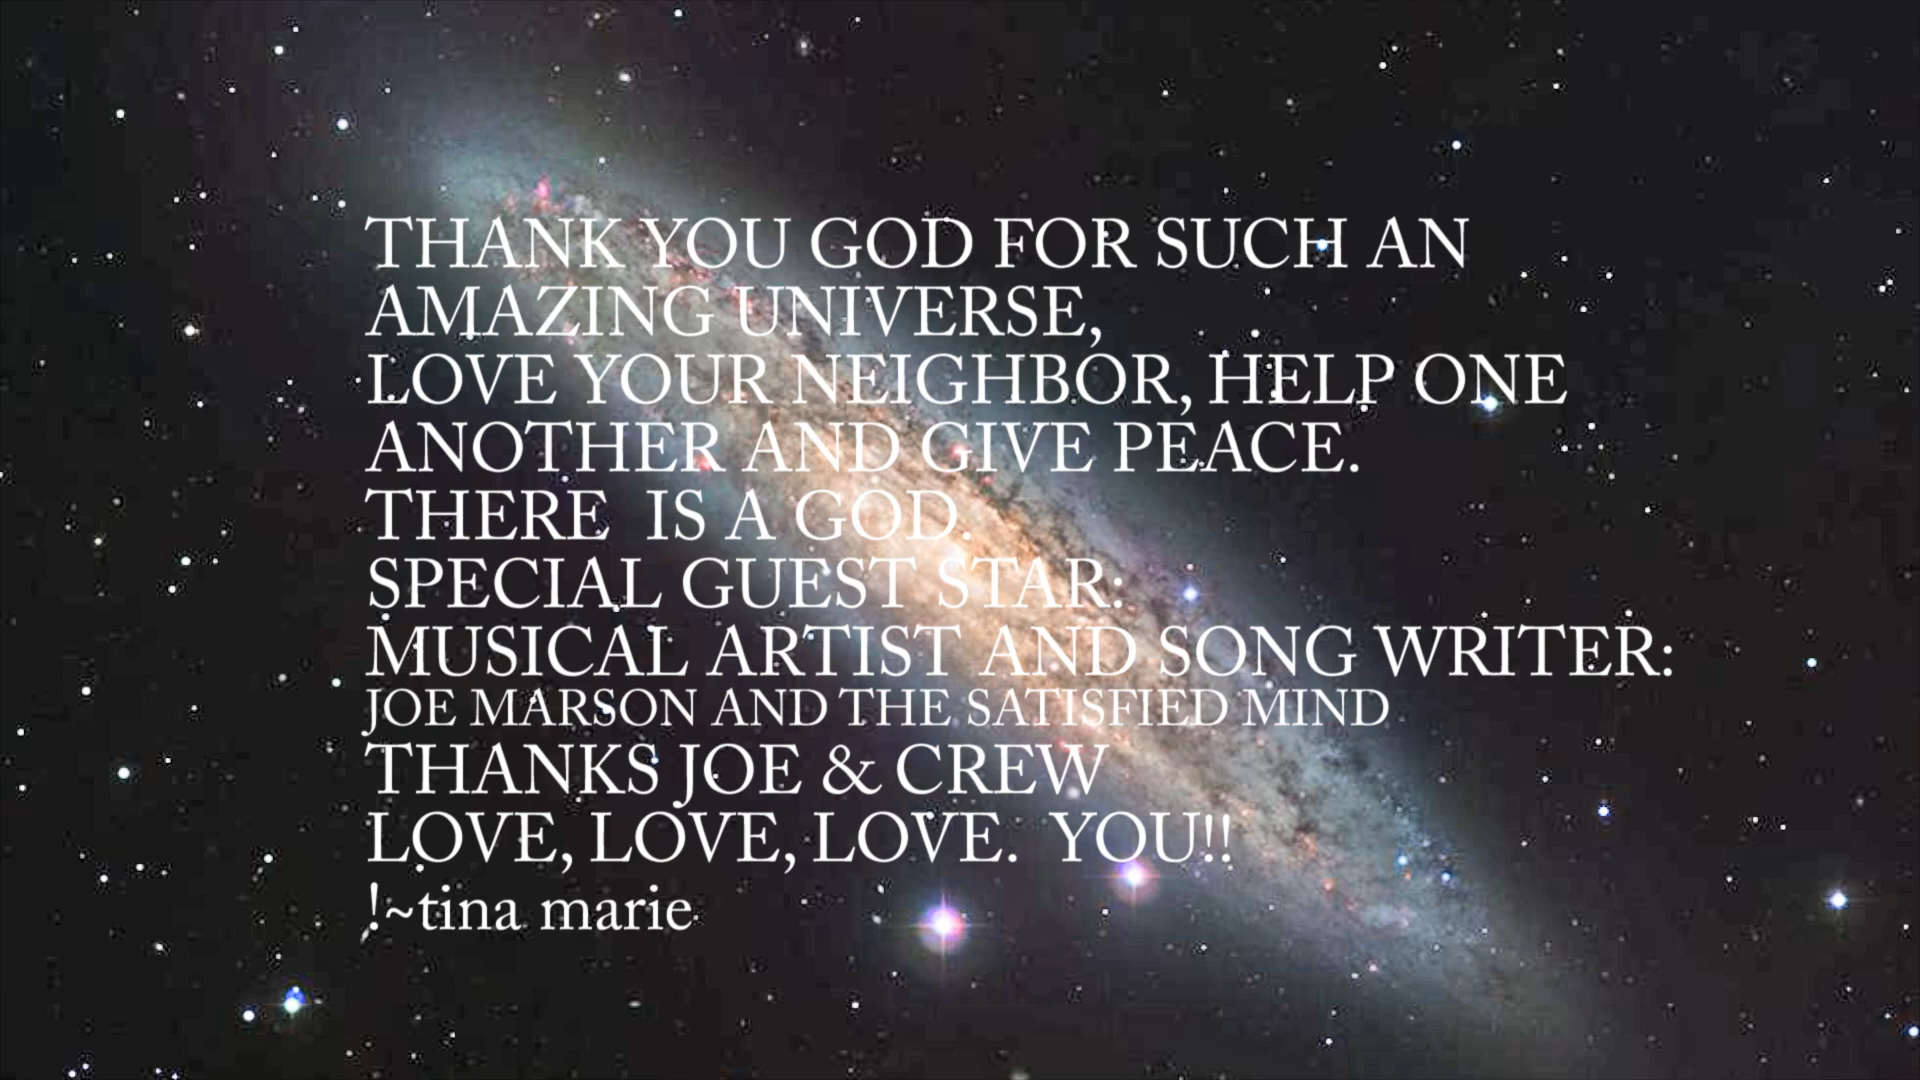 THANK YOU GOD FOR SUCH AN
AMAZING UNIVERSE,
LOVE YOUR NEIGHBOR, HELP ONE
ANOTHER AND GIVE PEACE.
THERE  IS A GOD.
SPECIAL GUEST STAR:
MUSICAL ARTIST AND SONG WRITER:
JOE MARSON AND THE SATISFIED MIND
THANKS JOE & CREW
LOVE, LOVE, LOVE.  YOU!!
!~tina marie